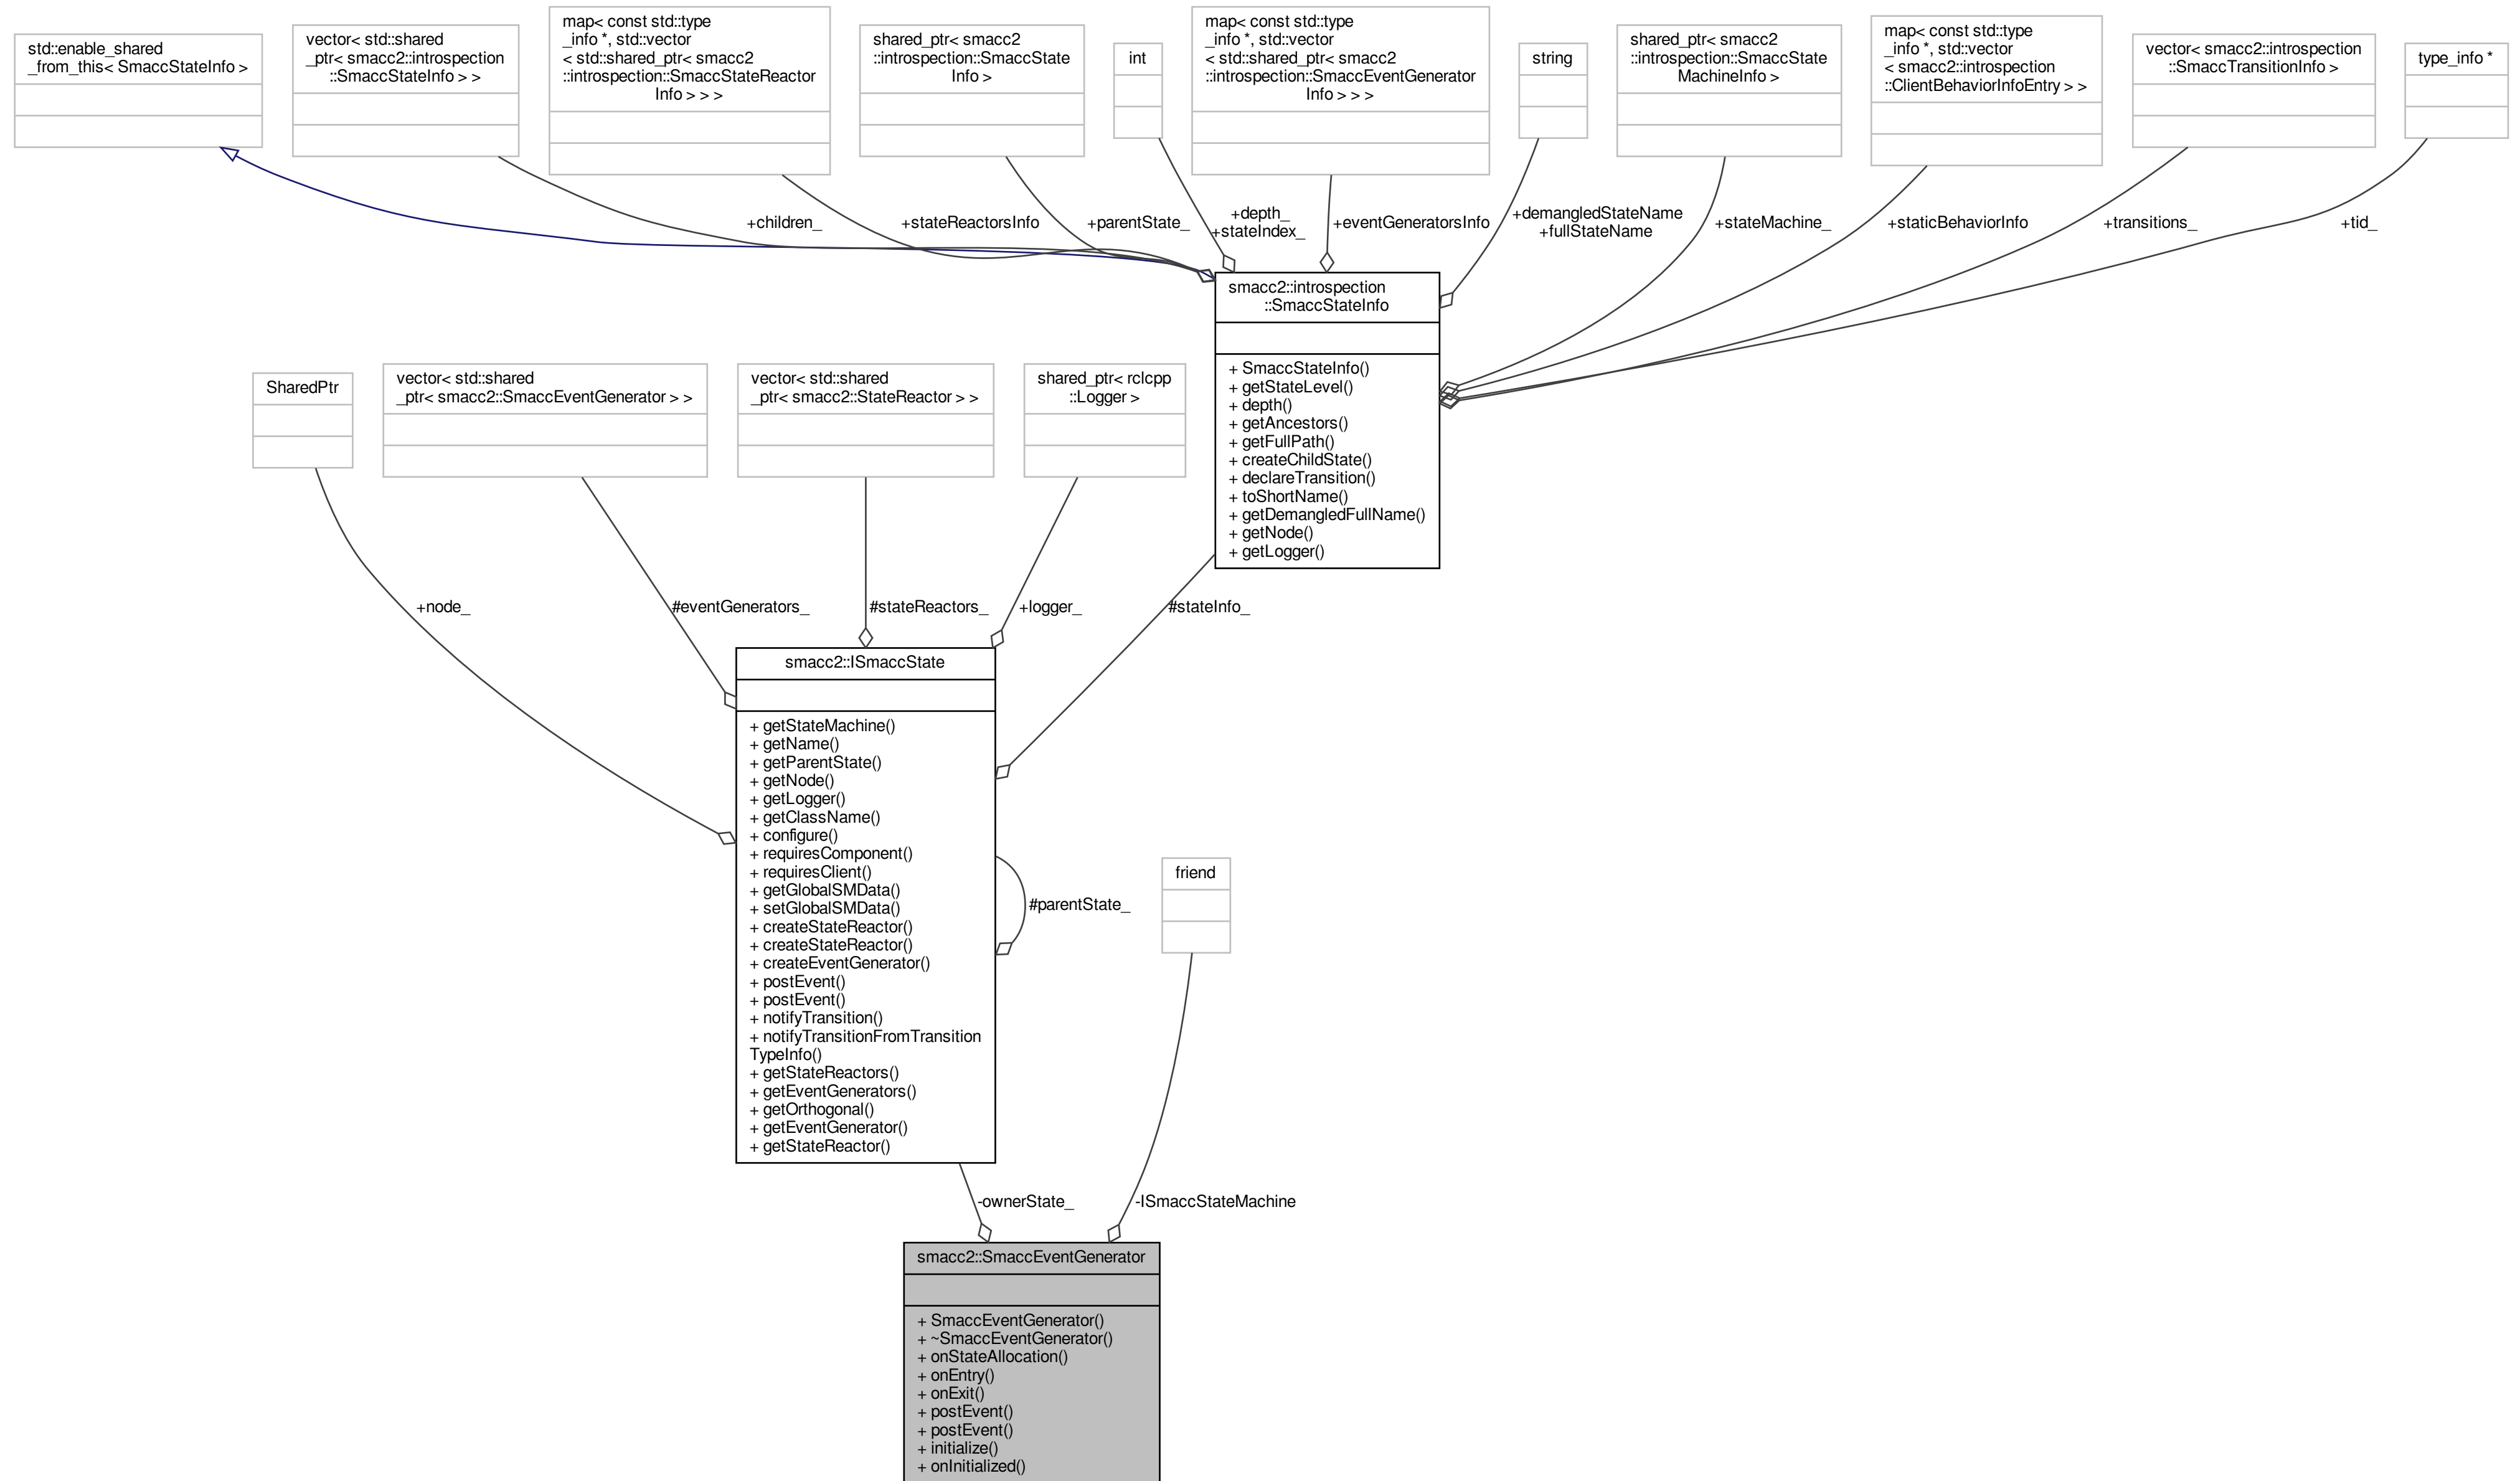 std::enable_shared
_from_this< SmaccStateInfo >
vector< std::shared
_ptr< smacc2::introspection
::SmaccStateInfo > >
map< const std::type
_info *, std::vector
< std::shared_ptr< smacc2
::introspection::SmaccStateReactor
Info > > >
shared_ptr< smacc2
::introspection::SmaccState
Info >
int
map< const std::type
_info *, std::vector
< std::shared_ptr< smacc2
::introspection::SmaccEventGenerator
Info > > >
string
shared_ptr< smacc2
::introspection::SmaccState
MachineInfo >
map< const std::type
_info *, std::vector
< smacc2::introspection
::ClientBehaviorInfoEntry > >
vector< smacc2::introspection
::SmaccTransitionInfo >
type_info *
+children_
+stateReactorsInfo
+parentState_
+depth_
+stateIndex_
+eventGeneratorsInfo
+demangledStateName
+fullStateName
+stateMachine_
+staticBehaviorInfo
+transitions_
+tid_
smacc2::introspection
::SmaccStateInfo
+ SmaccStateInfo()
+ getStateLevel()
+ depth()
+ getAncestors()
+ getFullPath()
+ createChildState()
+ declareTransition()
+ toShortName()
+ getDemangledFullName()
+ getNode()
+ getLogger()
SharedPtr
vector< std::shared
_ptr< smacc2::SmaccEventGenerator > >
vector< std::shared
_ptr< smacc2::StateReactor > >
shared_ptr< rclcpp
::Logger >
+node_
#eventGenerators_
#stateReactors_
+logger_
#stateInfo_
smacc2::ISmaccState
+ getStateMachine()
+ getName()
+ getParentState()
+ getNode()
+ getLogger()
+ getClassName()
+ configure()
+ requiresComponent()
+ requiresClient()
+ getGlobalSMData()
+ setGlobalSMData()
+ createStateReactor()
+ createStateReactor()
+ createEventGenerator()
+ postEvent()
+ postEvent()
+ notifyTransition()
+ notifyTransitionFromTransition
TypeInfo()
+ getStateReactors()
+ getEventGenerators()
+ getOrthogonal()
+ getEventGenerator()
+ getStateReactor()
#parentState_
friend
-ownerState_
-ISmaccStateMachine
smacc2::SmaccEventGenerator
+ SmaccEventGenerator()
+ ~SmaccEventGenerator()
+ onStateAllocation()
+ onEntry()
+ onExit()
+ postEvent()
+ postEvent()
+ initialize()
+ onInitialized()